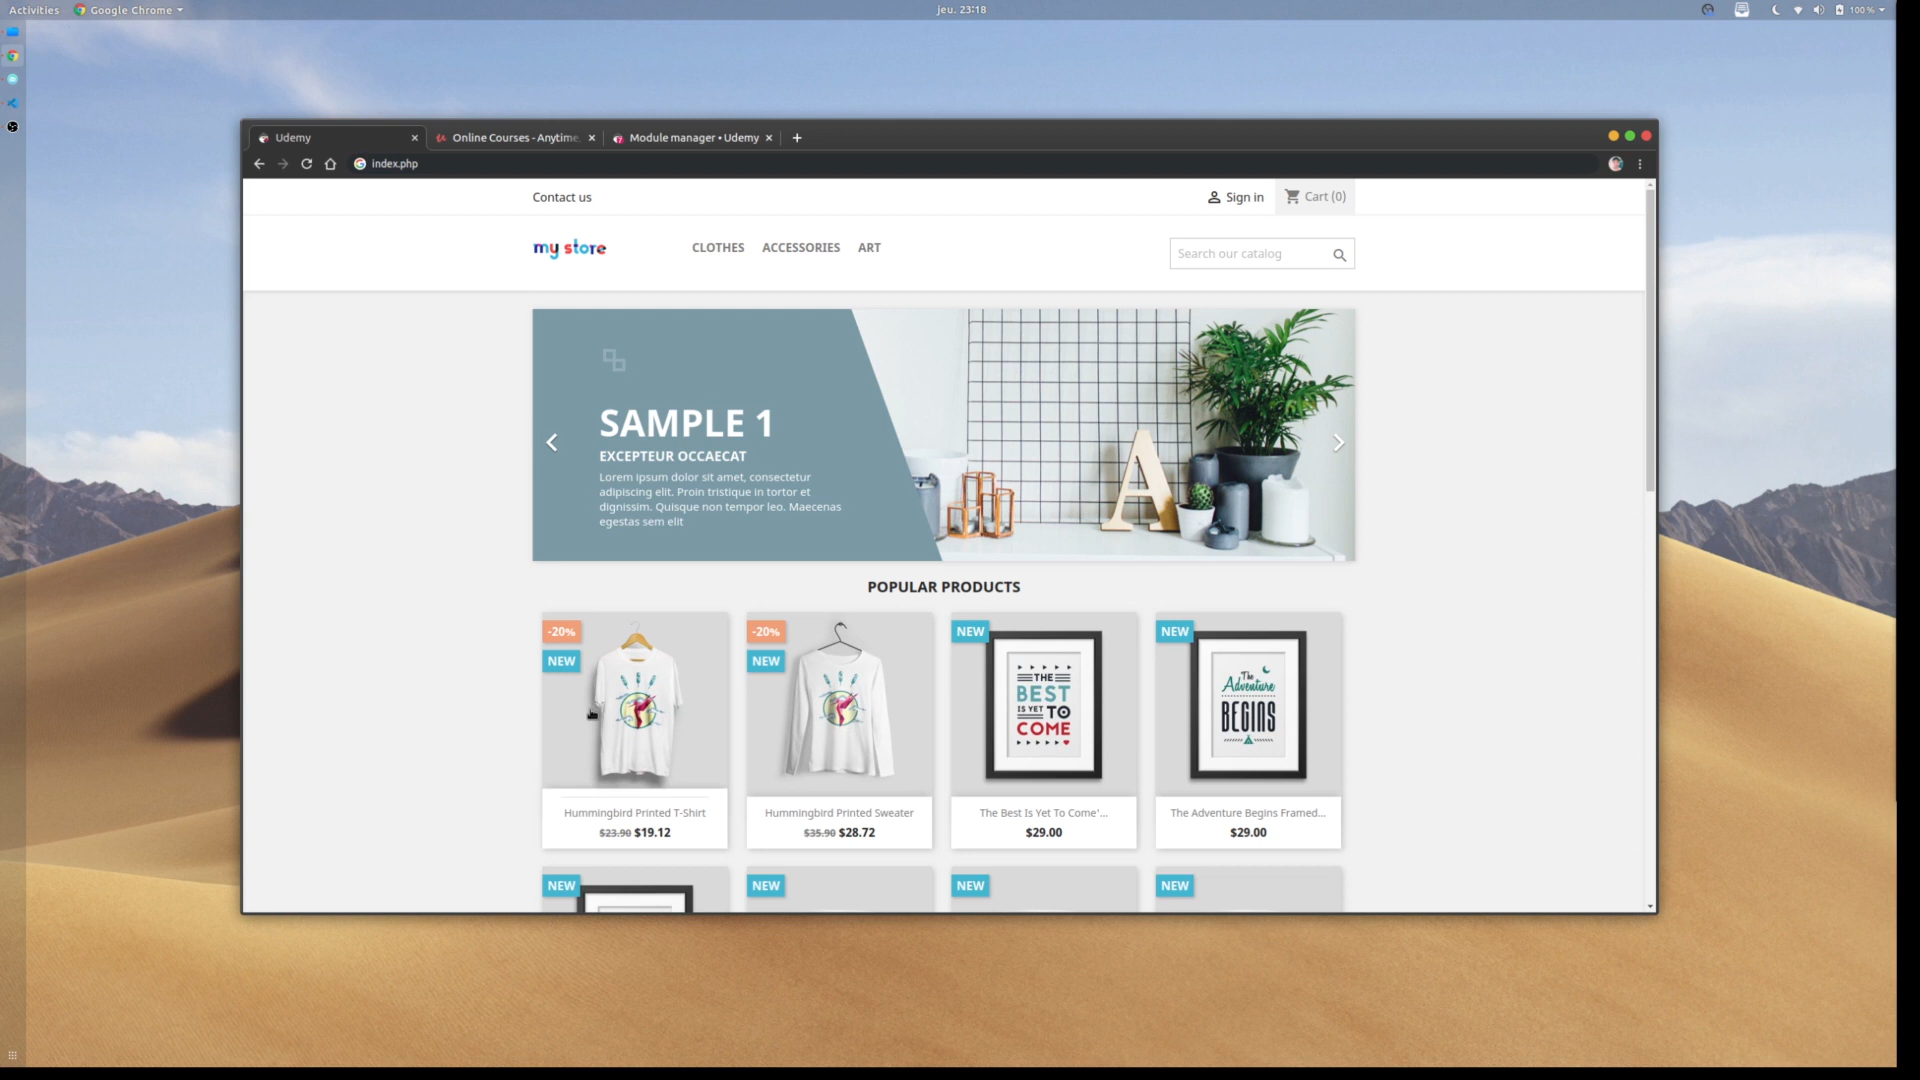 Activities
Google Chrome
jeu. 23:18
100 %
Udemy
Online Courses - Anytime,
Module manager • Udemy
index.php
Contact us
Sign in
Cart (0)
my store
CLOTHES
ACCESSORIES
ART
Search our catalog
SAMPLE 1
EXCEPTEUR OCCAECAT
Lorem ipsum dolor sit amet, consectetur
adipiscing elit. Proin tristique in tortor et
dignissim. Quisque non tempor leo. Maecenas
egestas sem elit
A
POPULAR PRODUCTS
-20%
NEW
-20%
NEW
NEW
THE
BEST
IS YET TO
COME
NEW
The
Adventure
BEGINS
Hummingbird Printed T-Shirt
$23.90 $19.12
Hummingbird Printed Sweater
$35.90 $28.72
The Best Is Yet To Come'...
$29.00
The Adventure Begins Framed...
$29.00
NEW
NEW
NEW
NEW